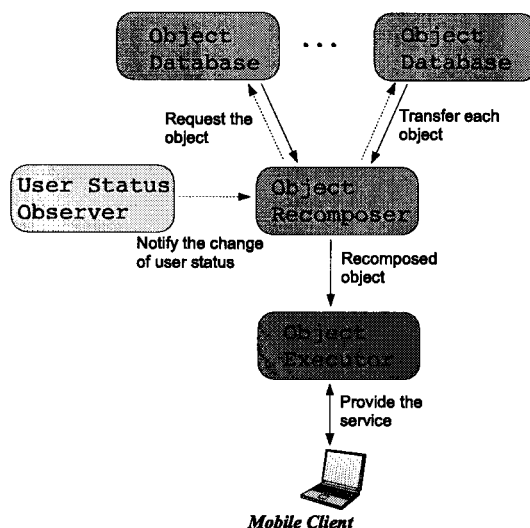 Object
Database
...
Object
Database
Request the
object
Transfer each
object
User Status
Observer
Object
Recomposer
Notify the change
of user status
Recomposed
object
Object
Executor
Provide the
service
Mobile Client